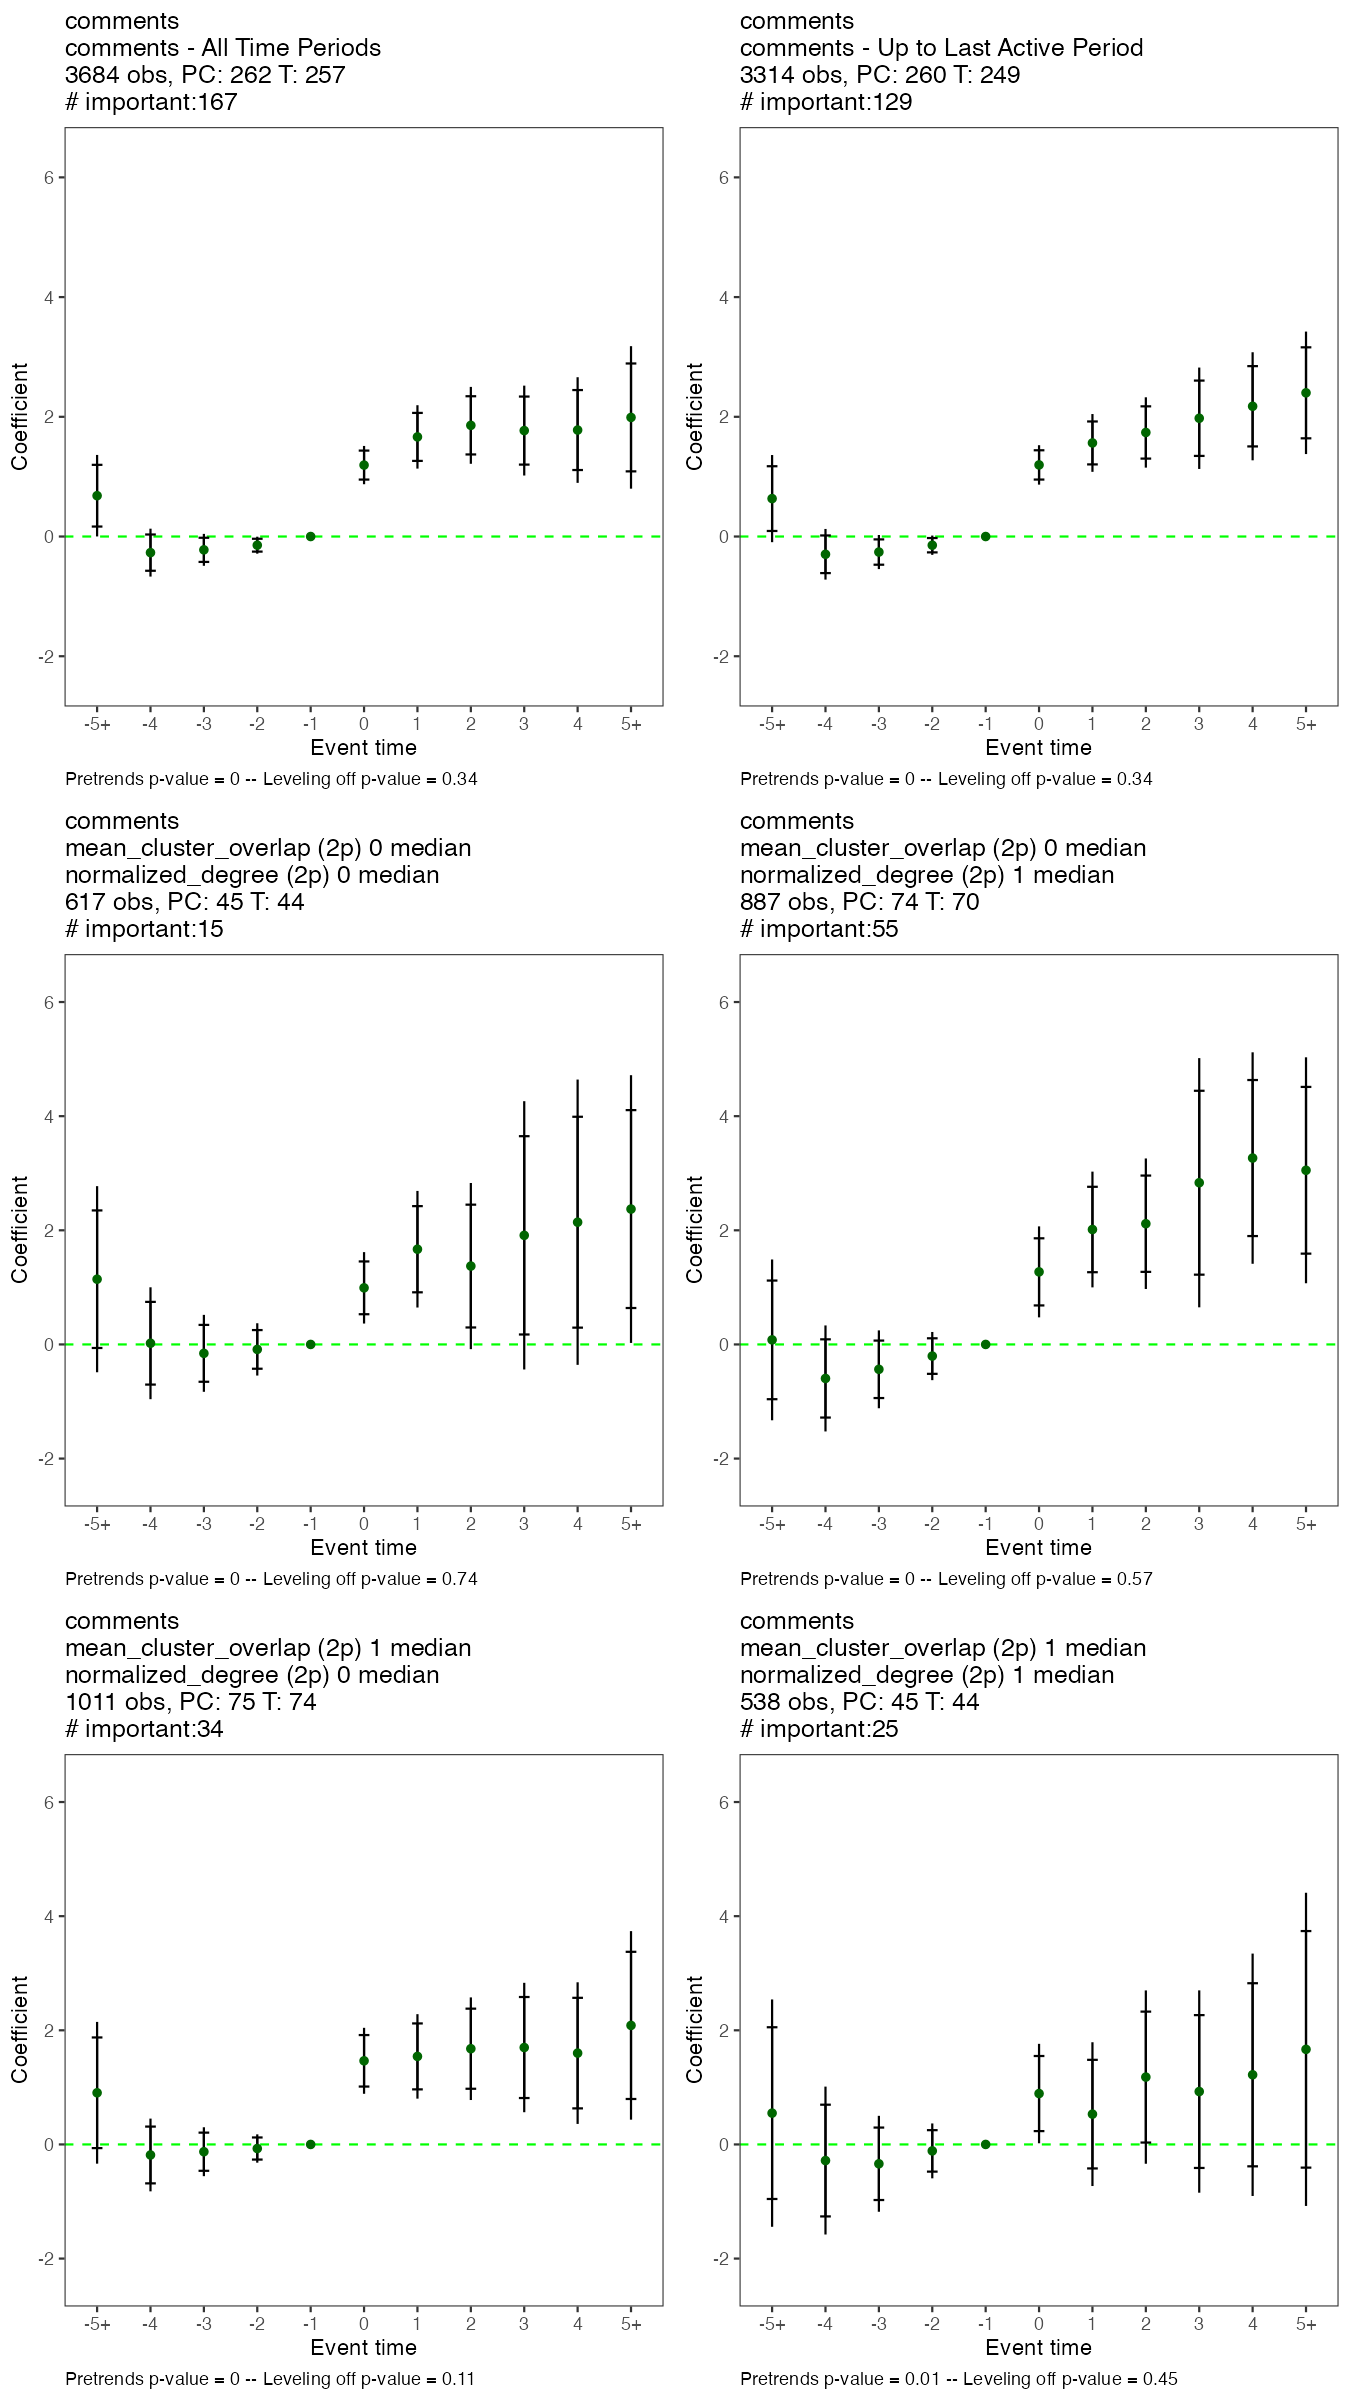 comments
comments - All Time Periods
3684 obs, PC: 262 T: 257
# important:167
6
4
2
0
-2
Coefficient
-5+ -4 -3 -2 -1 0 1 2 3 4 5+
Event time
Pretrends p-value = 0 -- Leveling off p-value = 0.34
comments
comments - Up to Last Active Period
3314 obs, PC: 260 T: 249
# important:129
6
4
2
0
-2
Coefficient
-5+ -4 -3 -2 -1 0 1 2 3 4 5+
Event time
Pretrends p-value = 0 -- Leveling off p-value = 0.34
comments
mean_cluster_overlap (2p) 0 median
normalized_degree (2p) 0 median
617 obs, PC: 45 T: 44
# important:15
6
4
2
0
-2
Coefficient
-5+ -4 -3 -2 -1 0 1 2 3 4 5+
Event time
Pretrends p-value = 0 -- Leveling off p-value = 0.74
comments
mean_cluster_overlap (2p) 0 median
normalized_degree (2p) 1 median
887 obs, PC: 74 T: 70
# important:55
6
4
2
0
-2
Coefficient
-5+ -4 -3 -2 -1 0 1 2 3 4 5+
Event time
Pretrends p-value = 0 -- Leveling off p-value = 0.57
comments
mean_cluster_overlap (2p) 1 median
normalized_degree (2p) 0 median
1011 obs, PC: 75 T: 74
# important:34
6
4
2
0
-2
Coefficient
-5+ -4 -3 -2 -1 0 1 2 3 4 5+
Event time
Pretrends p-value = 0 -- Leveling off p-value = 0.11
comments
mean_cluster_overlap (2p) 1 median
normalized_degree (2p) 1 median
538 obs, PC: 45 T: 44
# important:25
6
4
2
0
-2
Coefficient
-5+ -4 -3 -2 -1 0 1 2 3 4 5+
Event time
Pretrends p-value = 0.01 -- Leveling off p-value = 0.45